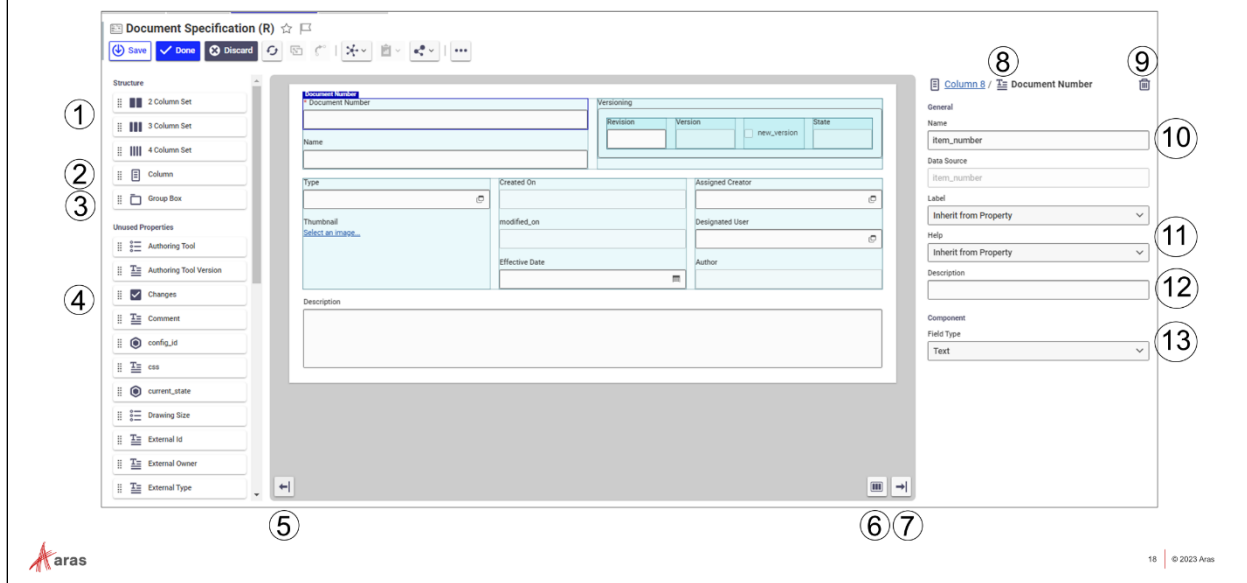 Document Specification (R)
Save Done Discard
Structure
2 Column Set
3 Column Set
4 Column Set
Column
Group Box
Unused Properties
Authoring Tool
Authoring Tool Version
Changes
Comment
config_id
css
current_state
Drawing Size
External Id
External Owner
External Type
1
2
3
4
5
Document Number
* Document Number
Name
Versioning
Revision Version new_version State
Type Created On Assigned Creator
Thumbnail modified_on Designated User
Select an image...
Effective Date Author
Description
6 7
8 9
Column 8 / Document Number
General
Name
item_number
10
Data Source
item_number
Label
Inherit from Property
Help
11
Inherit from Property
Description
12
Component
Field Type
13
Text
aras
18 © 2023 Aras